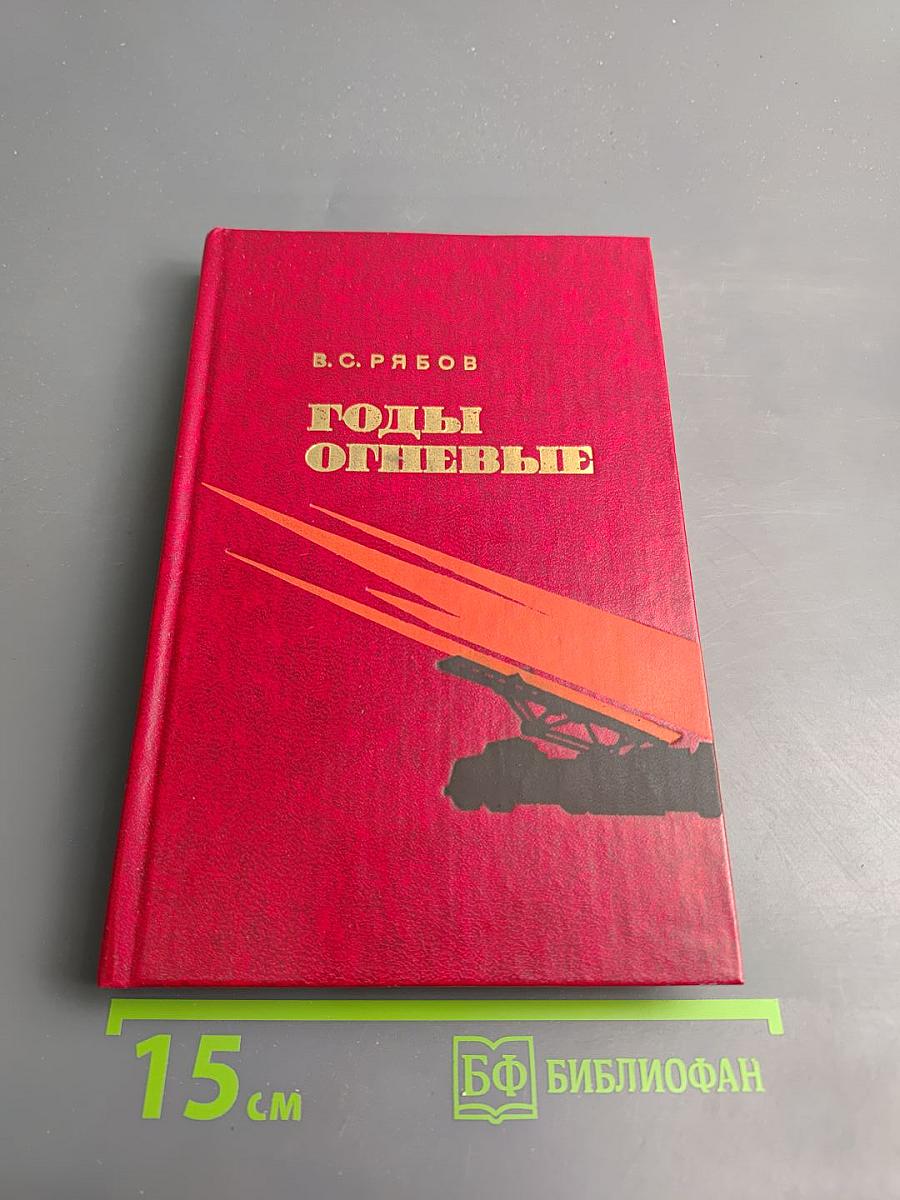 В. С. РЯБОВ
ГОДЫ
ОГНЕВЫЕ
15 см
БФ БИБЛИОФАН